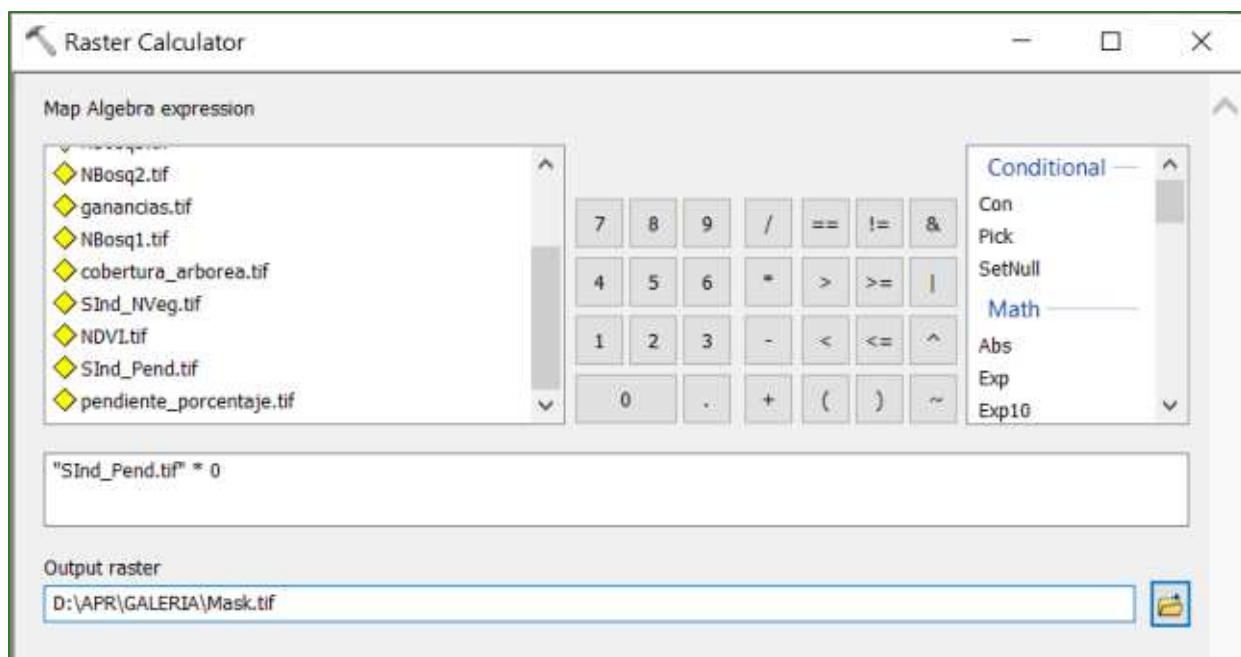 Raster Calculator
Map Algebra expression
NBosq2.tif
ganancias.tif
NBosq1.tif
cobertura_arborea.tif
SInd_NVeg.tif
NDVI.tif
SInd_Pend.tif
pendiente_porcentaje.tif
7 8 9 / == != &
4 5 6 * > >= |
1 2 3 - < <= ^
0 . + ( ) ~
Conditional
Con
Pick
SetNull
Math
Abs
Exp
Exp10
"SInd_Pend.tif" * 0
Output raster
D:\APR\GALERIA\Mask.tif